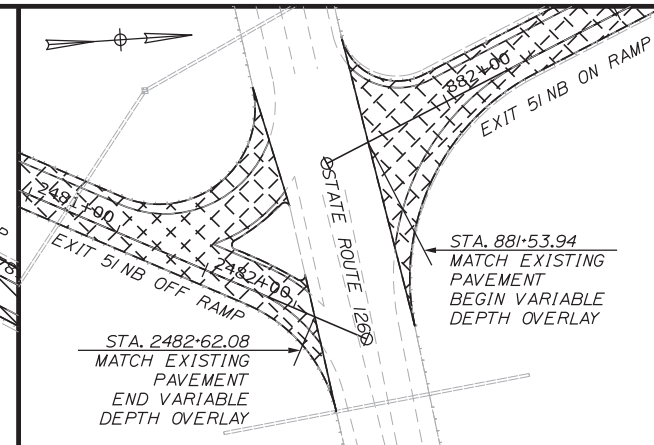 882+00
EXIT 51 NB ON RAMP
2481+00
EXIT 51 NB OFF RAMP
2482+00
STATE ROUTE 126
STA. 881+53.94
MATCH EXISTING
PAVEMENT
BEGIN VARIABLE
DEPTH OVERLAY
STA. 2482+62.08
MATCH EXISTING
PAVEMENT
END VARIABLE
DEPTH OVERLAY